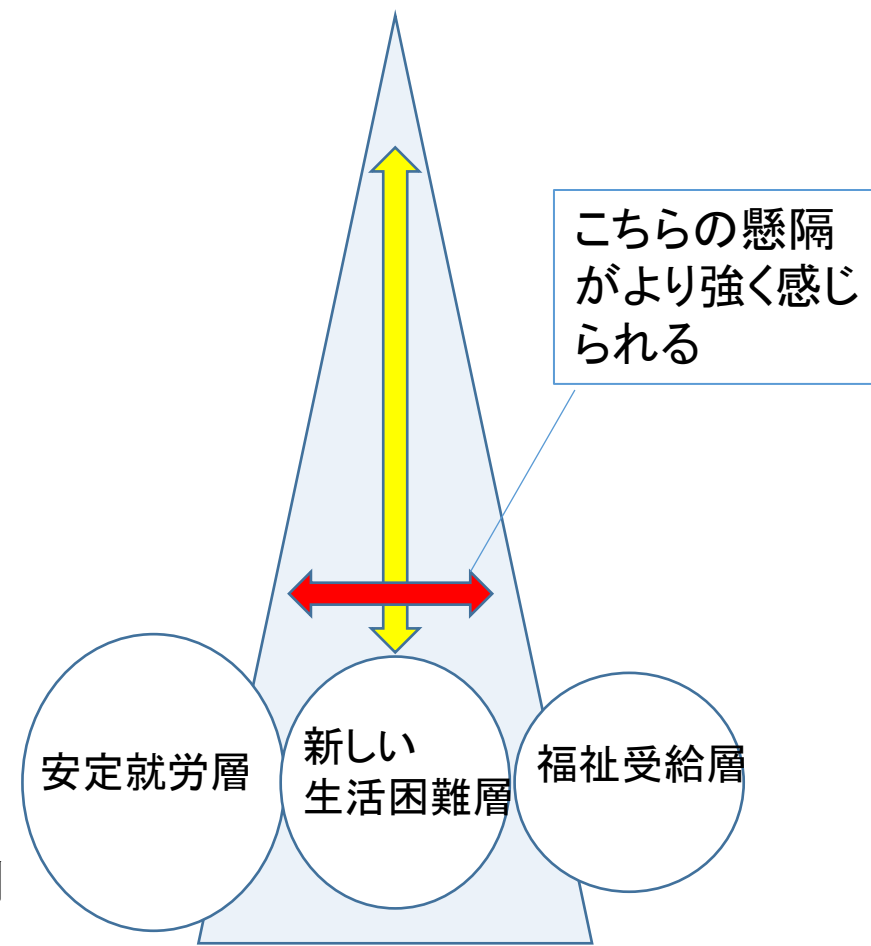 こちらの懸隔
がより強く感じ
られる
安定就労層
新しい
生活困難層
福祉受給層